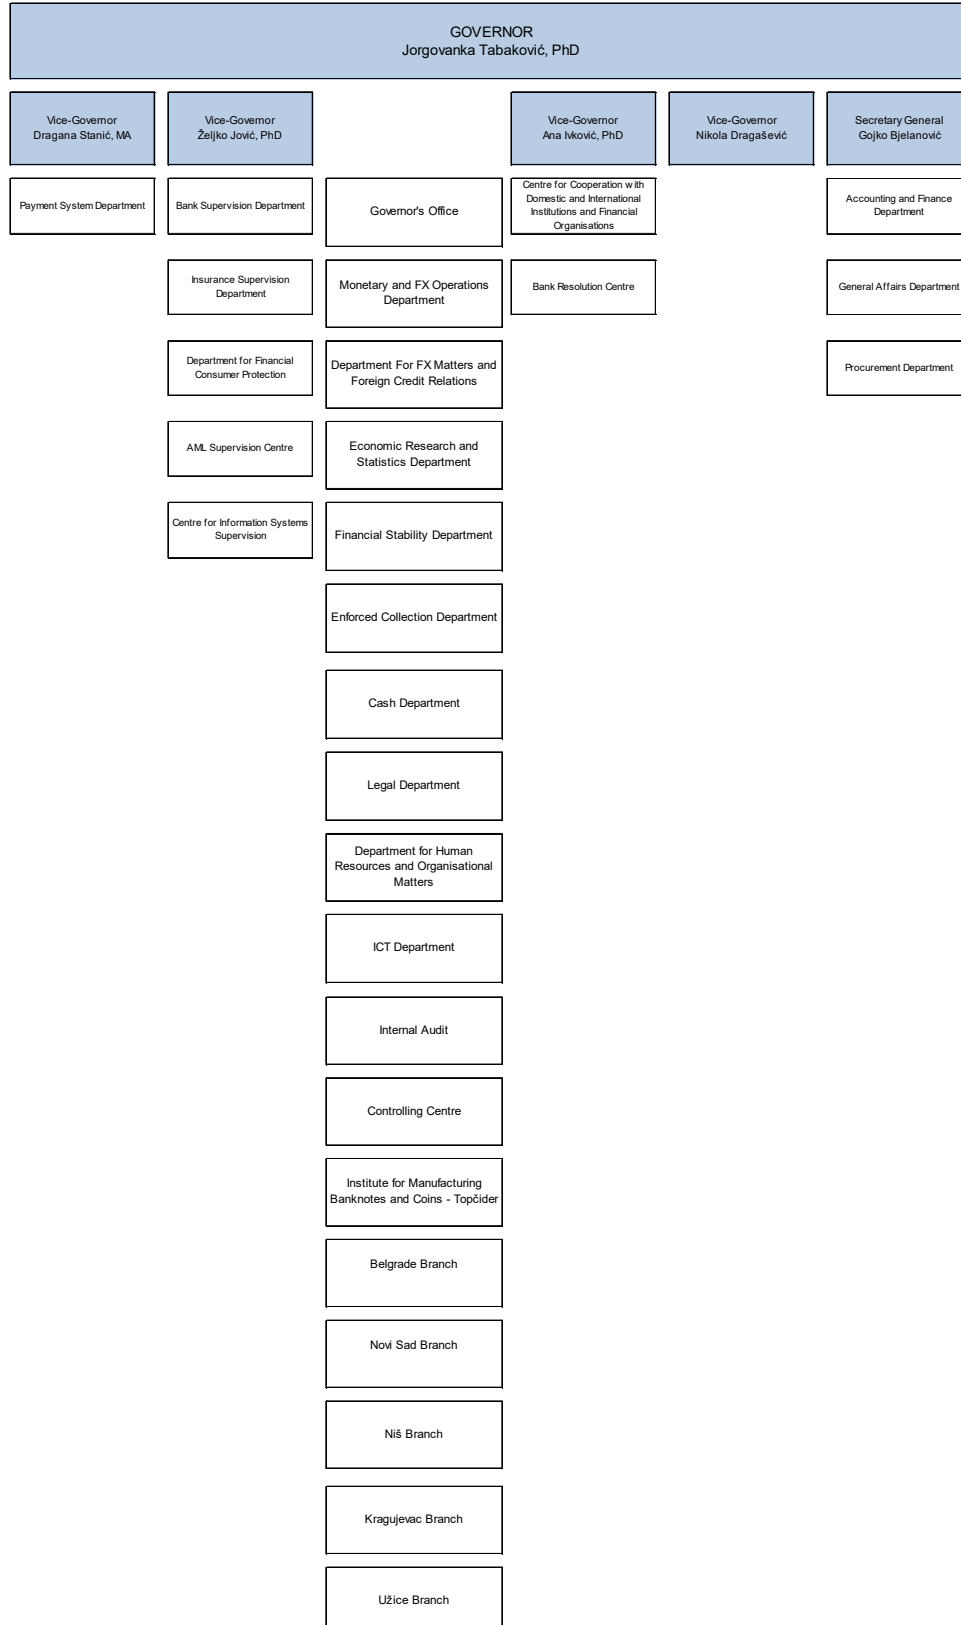 GOVERNOR
Jorgovanka Tabaković, PhD
Vice-Governor
Dragana Stanić, MA
Vice-Governor
Željko Jović, PhD
Vice-Governor
Ana Ivković, PhD
Vice-Governor
Nikola Dragašević
Secretary General
Gojko Bjelanović
Payment System Department
Bank Supervision Department
Governor's Office
Centre for Cooperation with
Domestic and International
Institutions and Financial
Organisations
Accounting and Finance
Department
Insurance Supervision
Department
Monetary and FX Operations
Department
Bank Resolution Centre
General Affairs Department
Department for Financial
Consumer Protection
Department For FX Matters and
Foreign Credit Relations
Procurement Department
AML Supervision Centre
Economic Research and
Statistics Department
Centre for Information Systems
Supervision
Financial Stability Department
Enforced Collection Department
Cash Department
Legal Department
Department for Human
Resources and Organisational
Matters
ICT Department
Internal Audit
Controlling Centre
Institute for Manufacturing
Banknotes and Coins - Topčider
Belgrade Branch
Novi Sad Branch
Niš Branch
Kragujevac Branch
Užice Branch